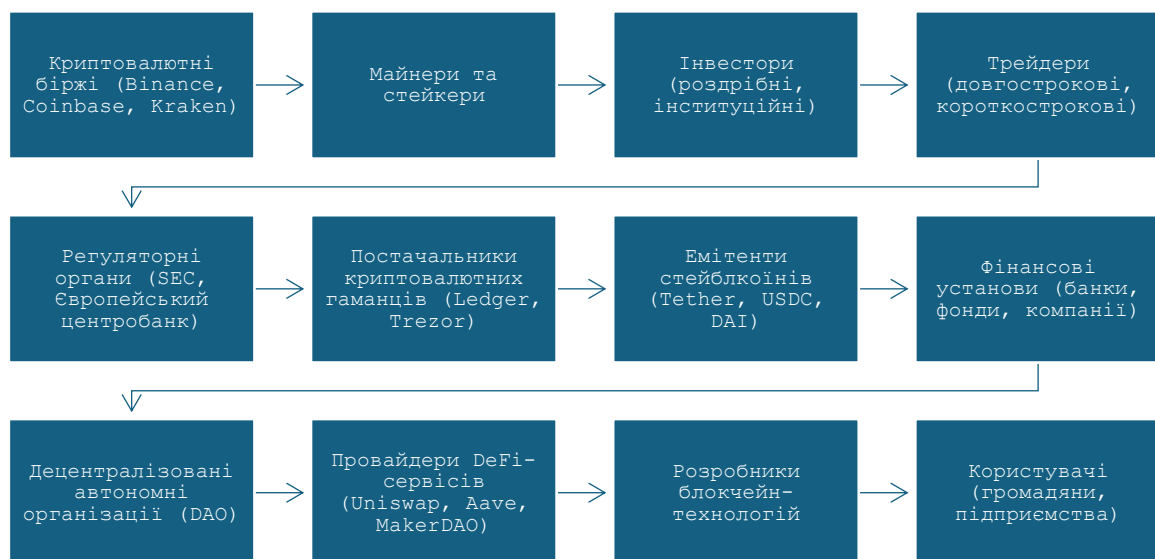 Криптовалютні
біржі (Binance,
Coinbase, Kraken)
Майнери та
стейкери
Інвестори
(роздрібні,
інституційні)
Трейдери
(довгострокові,
короткострокові)
Регуляторні
органи (SEC,
Європейський
центробанк)
Постачальники
криптовалютних
гаманців (Ledger,
Trezor)
Емітенти
стейблкоїнів
(Tether, USDC,
DAI)
Фінансові
установи (банки,
фонди, компанії)
Децентралізовані
автономні
організації (DAO)
Провайдери DeFi-
сервісів
(Uniswap, Aave,
MakerDAO)
Розробники
блокчейн-
технологій
Користувачі
(громадяни,
підприємства)